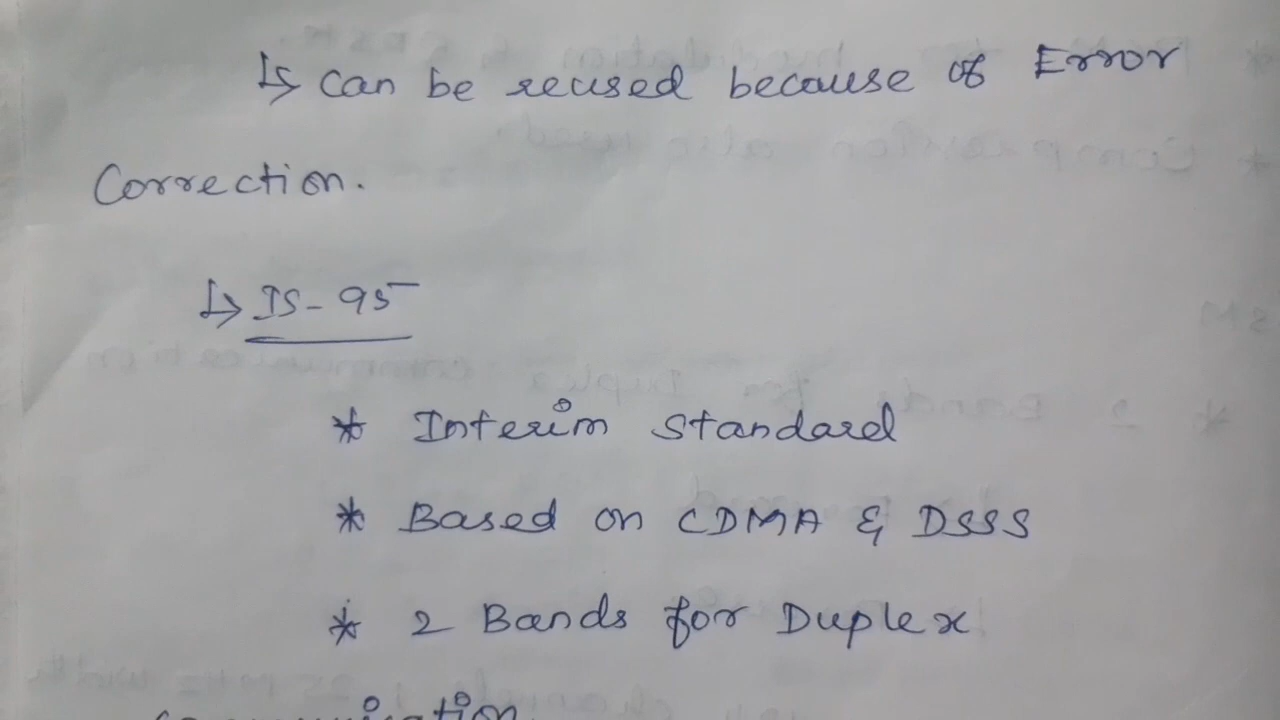 ↳ can be reused because of Error
Correction.
↳ IS-95
* Interim Standard
* Based on CDMA & DSSS
* 2 Bands for Duplex
communication